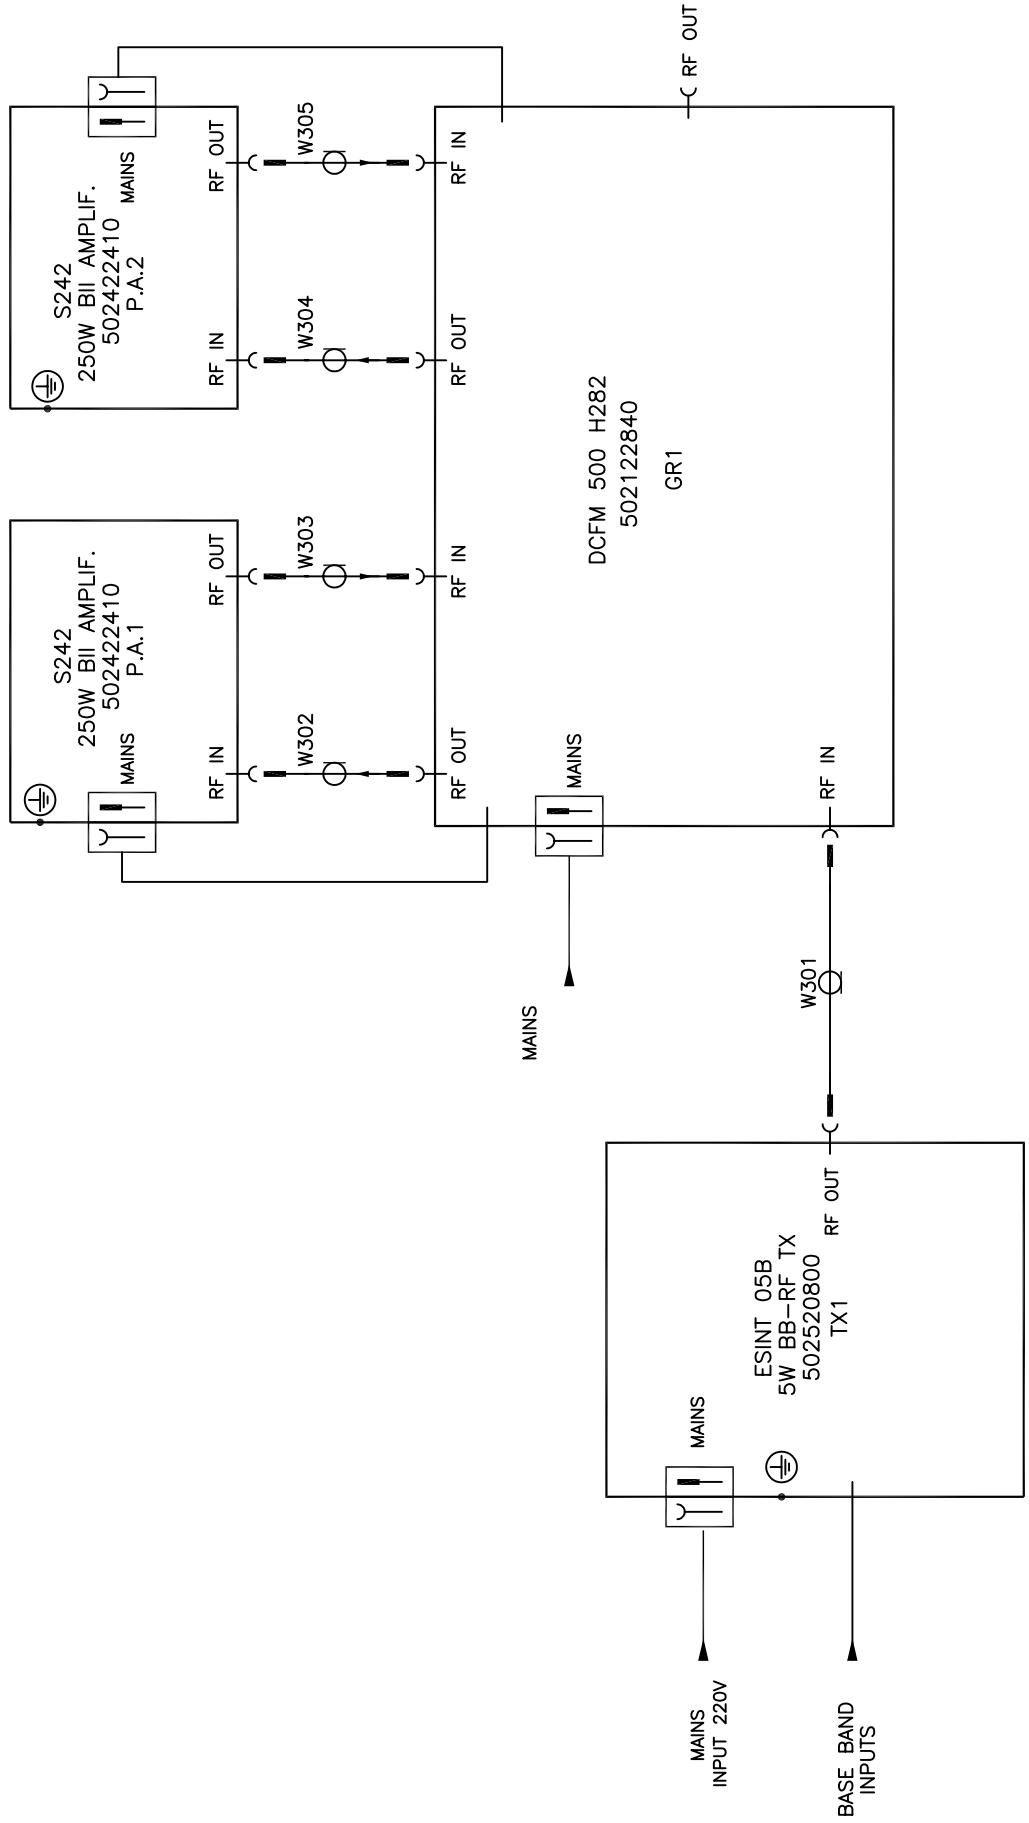 S242
250W BII AMPLIF.
502422410
P.A.1
MAINS
RF IN
RF OUT
S242
250W BII AMPLIF.
502422410
P.A.2
MAINS
RF IN
RF OUT
W302
W303
W304
W305
RF OUT
RF IN
RF OUT
RF IN
MAINS
MAINS
DCFM 500 H282
502122840
GR1
RF OUT
RF IN
W301
MAINS
INPUT 220V
MAINS
ESINT 05B
5W BB-RF TX
502520800
TX1
RF OUT
BASE BAND
INPUTS